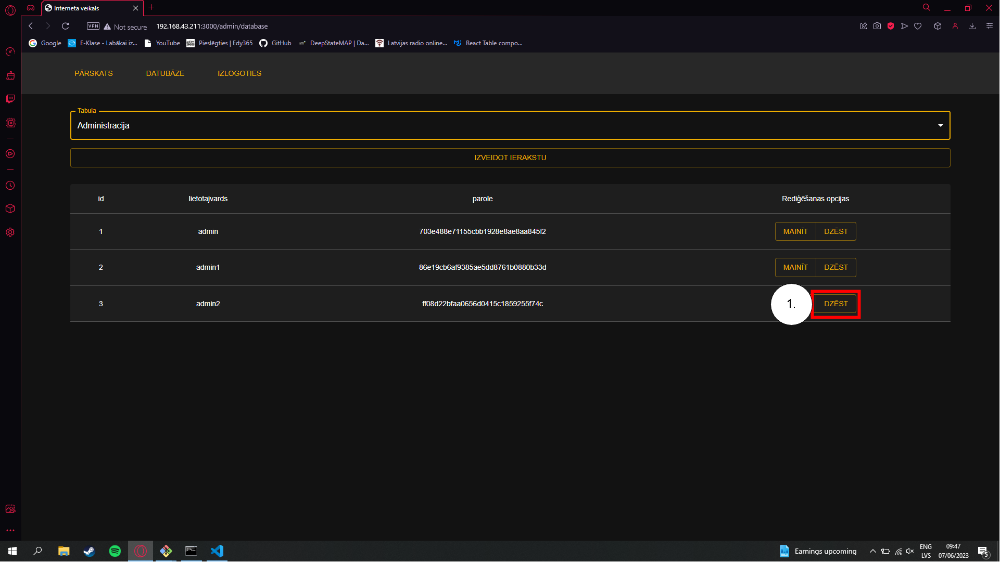 Interneta veikals
VPN Not secure 192.168.43.211:3000/admin/database
Google E-Klase - Labākai iz... YouTube Pieslēgties | Edy365 GitHub DeepStateMAP | Da... Latvijas radio online... React Table compo...
PĀRSKATS DATUBĀZE IZLOGOTIES
Tabula
Administracija
IZVEIDOT IERAKSTU
id lietotajvards parole Rediģēšanas opcijas
1 admin 703e488e71155cbb1928e8ae8aa845f2 MAINĪT DZĒST
2 admin1 86e19cb6af9385ae5dd8761b0880b33d MAINĪT DZĒST
3 admin2 ff08d22bfaa0656d0415c1859255f74c 1. DZĒST
Earnings upcoming ENG 09:47
LVS 07/06/2023 5